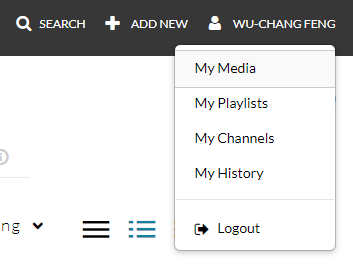 SEARCH ADD NEW WU-CHANG FENG
My Media
My Playlists
My Channels
My History
ng
Logout